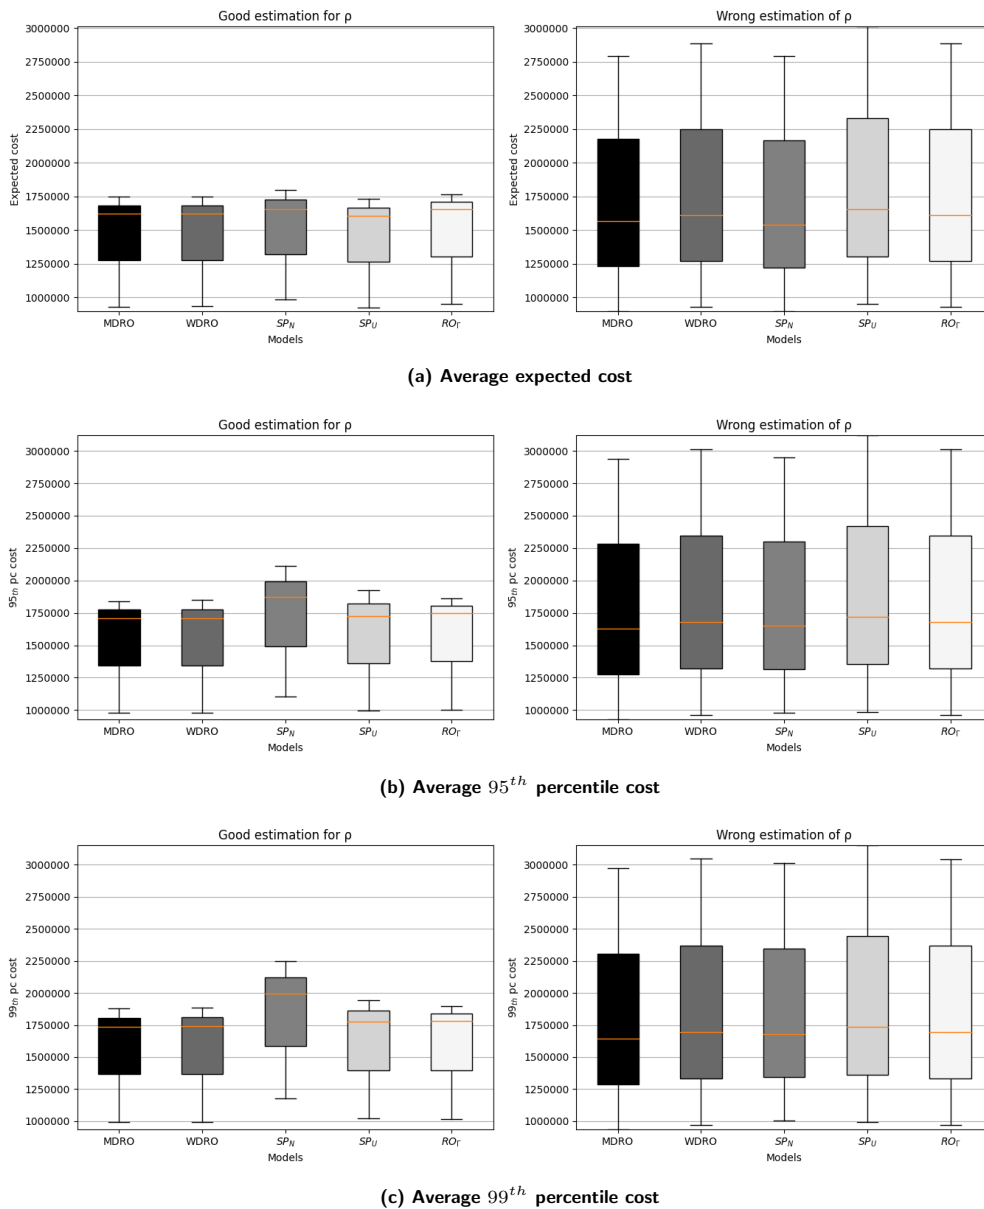 Good estimation for ρ
Expected cost
3000000
2750000
2500000
2250000
2000000
1750000
1500000
1250000
1000000
MDRO WDRO SP_N SP_U RO_Γ
Models
Wrong estimation of ρ
Expected cost
3000000
2750000
2500000
2250000
2000000
1750000
1500000
1250000
1000000
MDRO WDRO SP_N SP_U RO_Γ
Models
(a) Average expected cost
Good estimation for ρ
95_th pc cost
3000000
2750000
2500000
2250000
2000000
1750000
1500000
1250000
1000000
MDRO WDRO SP_N SP_U RO_Γ
Models
Wrong estimation of ρ
95_th pc cost
3000000
2750000
2500000
2250000
2000000
1750000
1500000
1250000
1000000
MDRO WDRO SP_N SP_U RO_Γ
Models
(b) Average 95^th percentile cost
Good estimation for ρ
99_th pc cost
3000000
2750000
2500000
2250000
2000000
1750000
1500000
1250000
1000000
MDRO WDRO SP_N SP_U RO_Γ
Models
Wrong estimation of ρ
99_th pc cost
3000000
2750000
2500000
2250000
2000000
1750000
1500000
1250000
1000000
MDRO WDRO SP_N SP_U RO_Γ
Models
(c) Average 99^th percentile cost